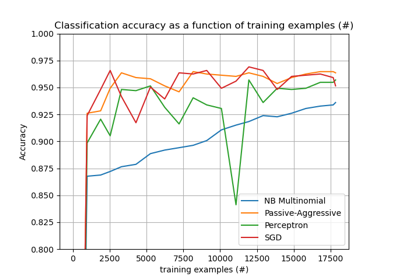 Classification accuracy as a function of training examples (#)
1.000
0.975
0.950
0.925
0.900
0.875
0.850
0.825
0.800
Accuracy
NB Multinomial
Passive-Aggressive
Perceptron
SGD
0 2500 5000 7500 10000 12500 15000 17500
training examples (#)